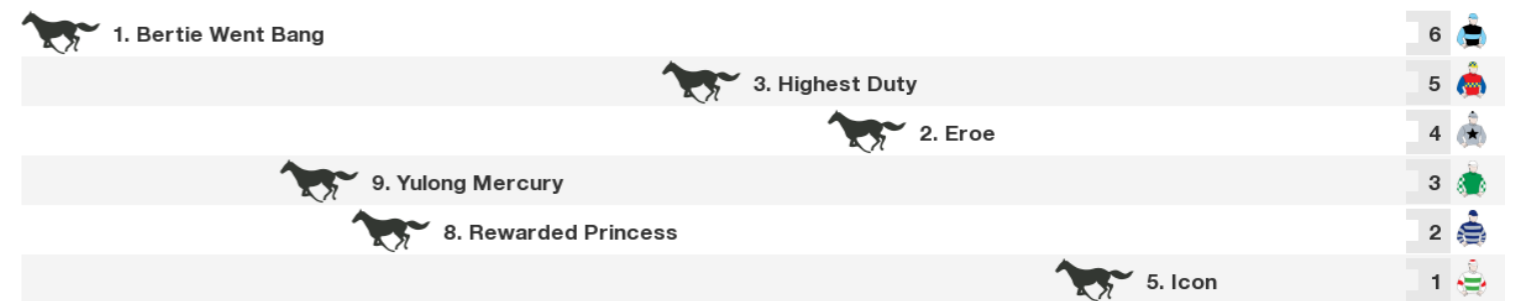 1. Bertie Went Bang 6
3. Highest Duty 5
2. Eroe 4
9. Yulong Mercury 3
8. Rewarded Princess 2
5. Icon 1